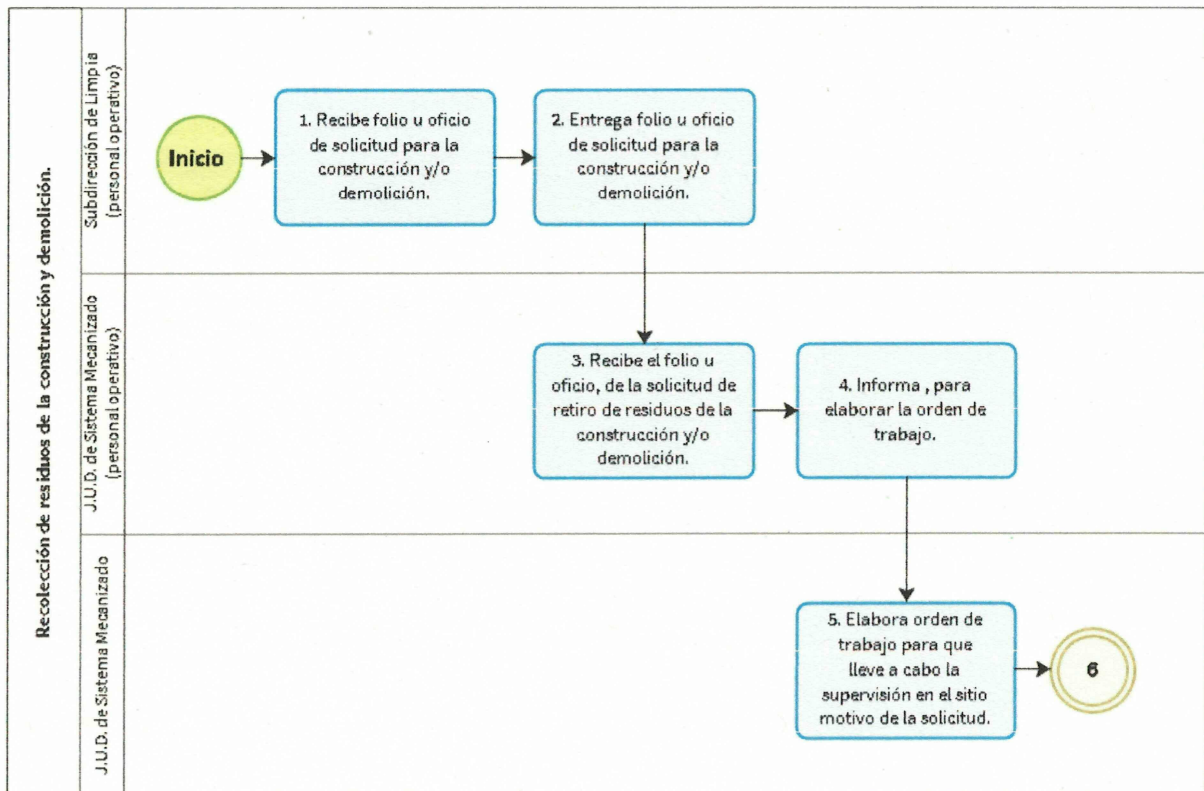 Recolección de residuos de la construcción y demolición.
Subdirección de Limpia
(personal operativo)
Inicio
1. Recibe folio u oficio
de solicitud para la
construcción y/o
demolición.
2. Entrega folio u oficio
de solicitud para la
construcción y/o
demolición.
J.U.D. de Sistema Mecanizado
(personal operativo)
3. Recibe el folio u
oficio, de la solicitud de
retiro de residuos de la
construcción y/o
demolición.
4. Informa , para
elaborar la orden de
trabajo.
J.U.D. de Sistema Mecanizado
5. Elabora orden de
trabajo para que
lleve a cabo la
supervisión en el sitio
motivo de la solicitud.
6